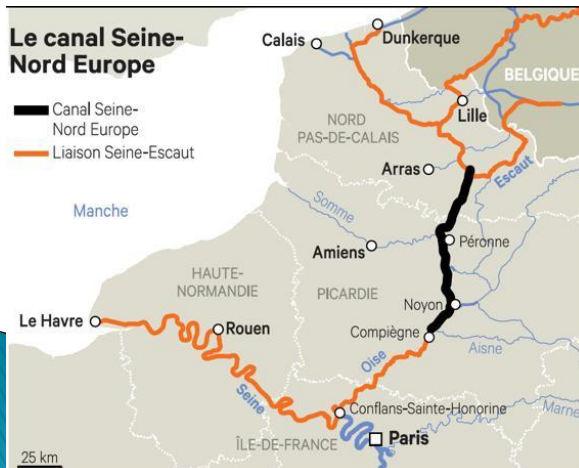 Le canal Seine-
Nord Europe
Canal Seine-
Nord Europe
Liaison Seine-Escaut
Calais
Dunkerque
BELGIQUE
Lille
NORD
PAS-DE-CALAIS
Arras
Escaut
Manche
Somme
Péronne
Amiens
HAUTE-
NORMANDIE
PICARDIE
Noyon
Le Havre
Rouen
Compiègne
Aisne
Oise
Seine
Conflans-Sainte-Honorine
Marne
ÎLE-DE-FRANCE
Paris
25 km